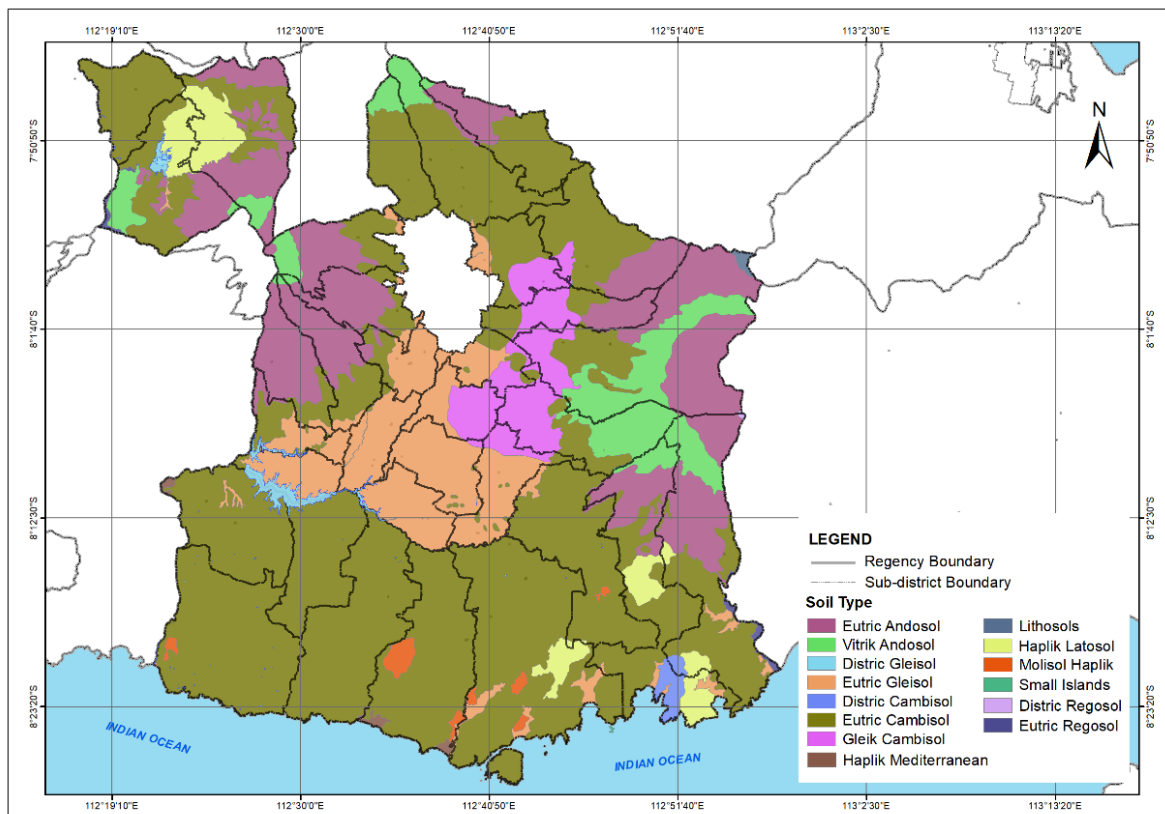 112°19'10"E 112°30'0"E 112°40'50"E 112°51'40"E 113°2'30"E 113°13'20"E
N
7°50'50"S 7°50'50"S
8°1'40"S 8°1'40"S
8°12'30"S 8°12'30"S
8°23'20"S 8°23'20"S
LEGEND
Regency Boundary
Sub-district Boundary
Soil Type
Eutric Andosol
Vitrik Andosol
Distric Gleisol
Eutric Gleisol
Distric Cambisol
Eutric Cambisol
Gleik Cambisol
Haplik Mediterranean
Lithosols
Haplik Latosol
Molisol Haplik
Small Islands
Distric Regosol
Eutric Regosol
INDIAN OCEAN
INDIAN OCEAN
112°19'10"E 112°30'0"E 112°40'50"E 112°51'40"E 113°2'30"E 113°13'20"E